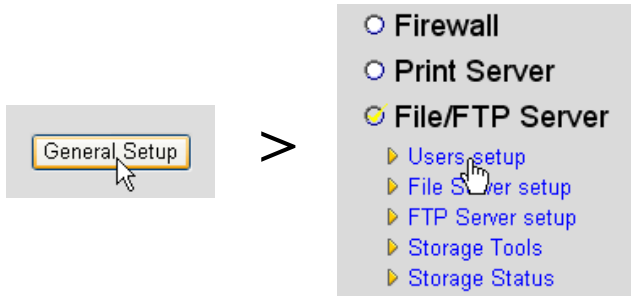 General Setup
>
Firewall
Print Server
File/FTP Server
Users setup
File Server setup
FTP Server setup
Storage Tools
Storage Status